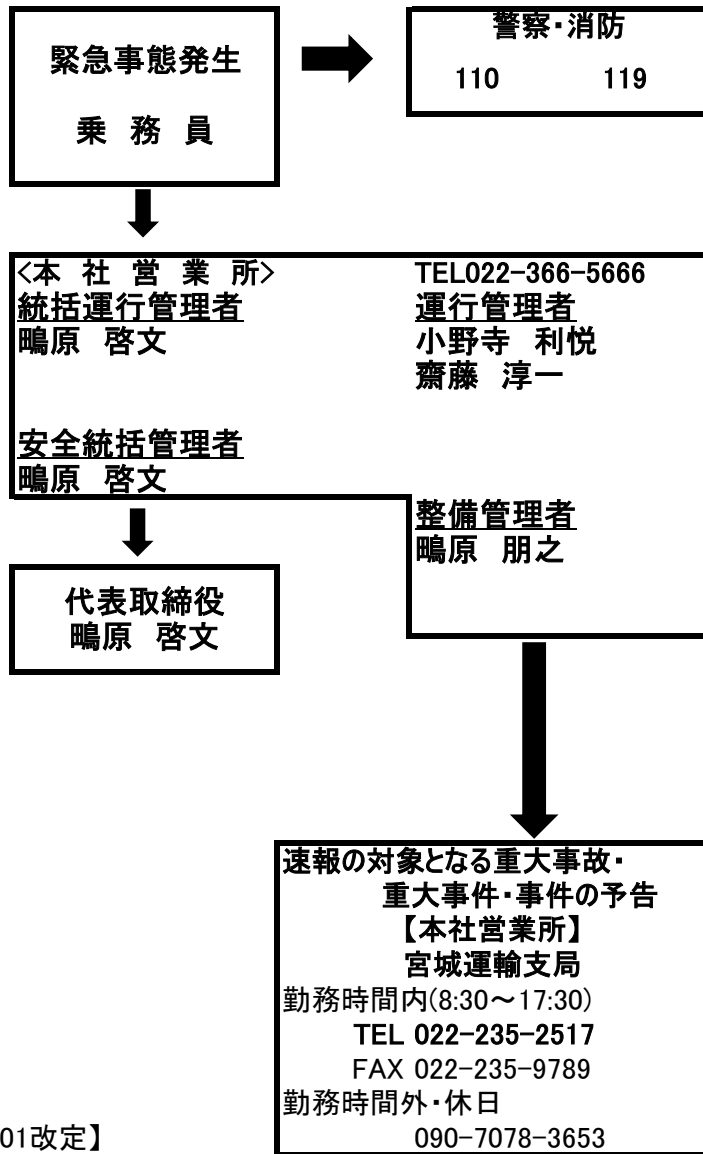 緊急事態発生
乗 務 員
警察・消防
110 119
<本 社 営 業 所> TEL022-366-5666
統括運行管理者 運行管理者
鴫原 啓文 小野寺 利悦
齋藤 淳一
安全統括管理者
鴫原 啓文
整備管理者
鴫原 朋之
代表取締役
鴫原 啓文
速報の対象となる重大事故・
重大事件・事件の予告
【本社営業所】
宮城運輸支局
勤務時間内(8:30～17:30)
TEL 022-235-2517
FAX 022-235-9789
勤務時間外・休日
090-7078-3653
01改定】